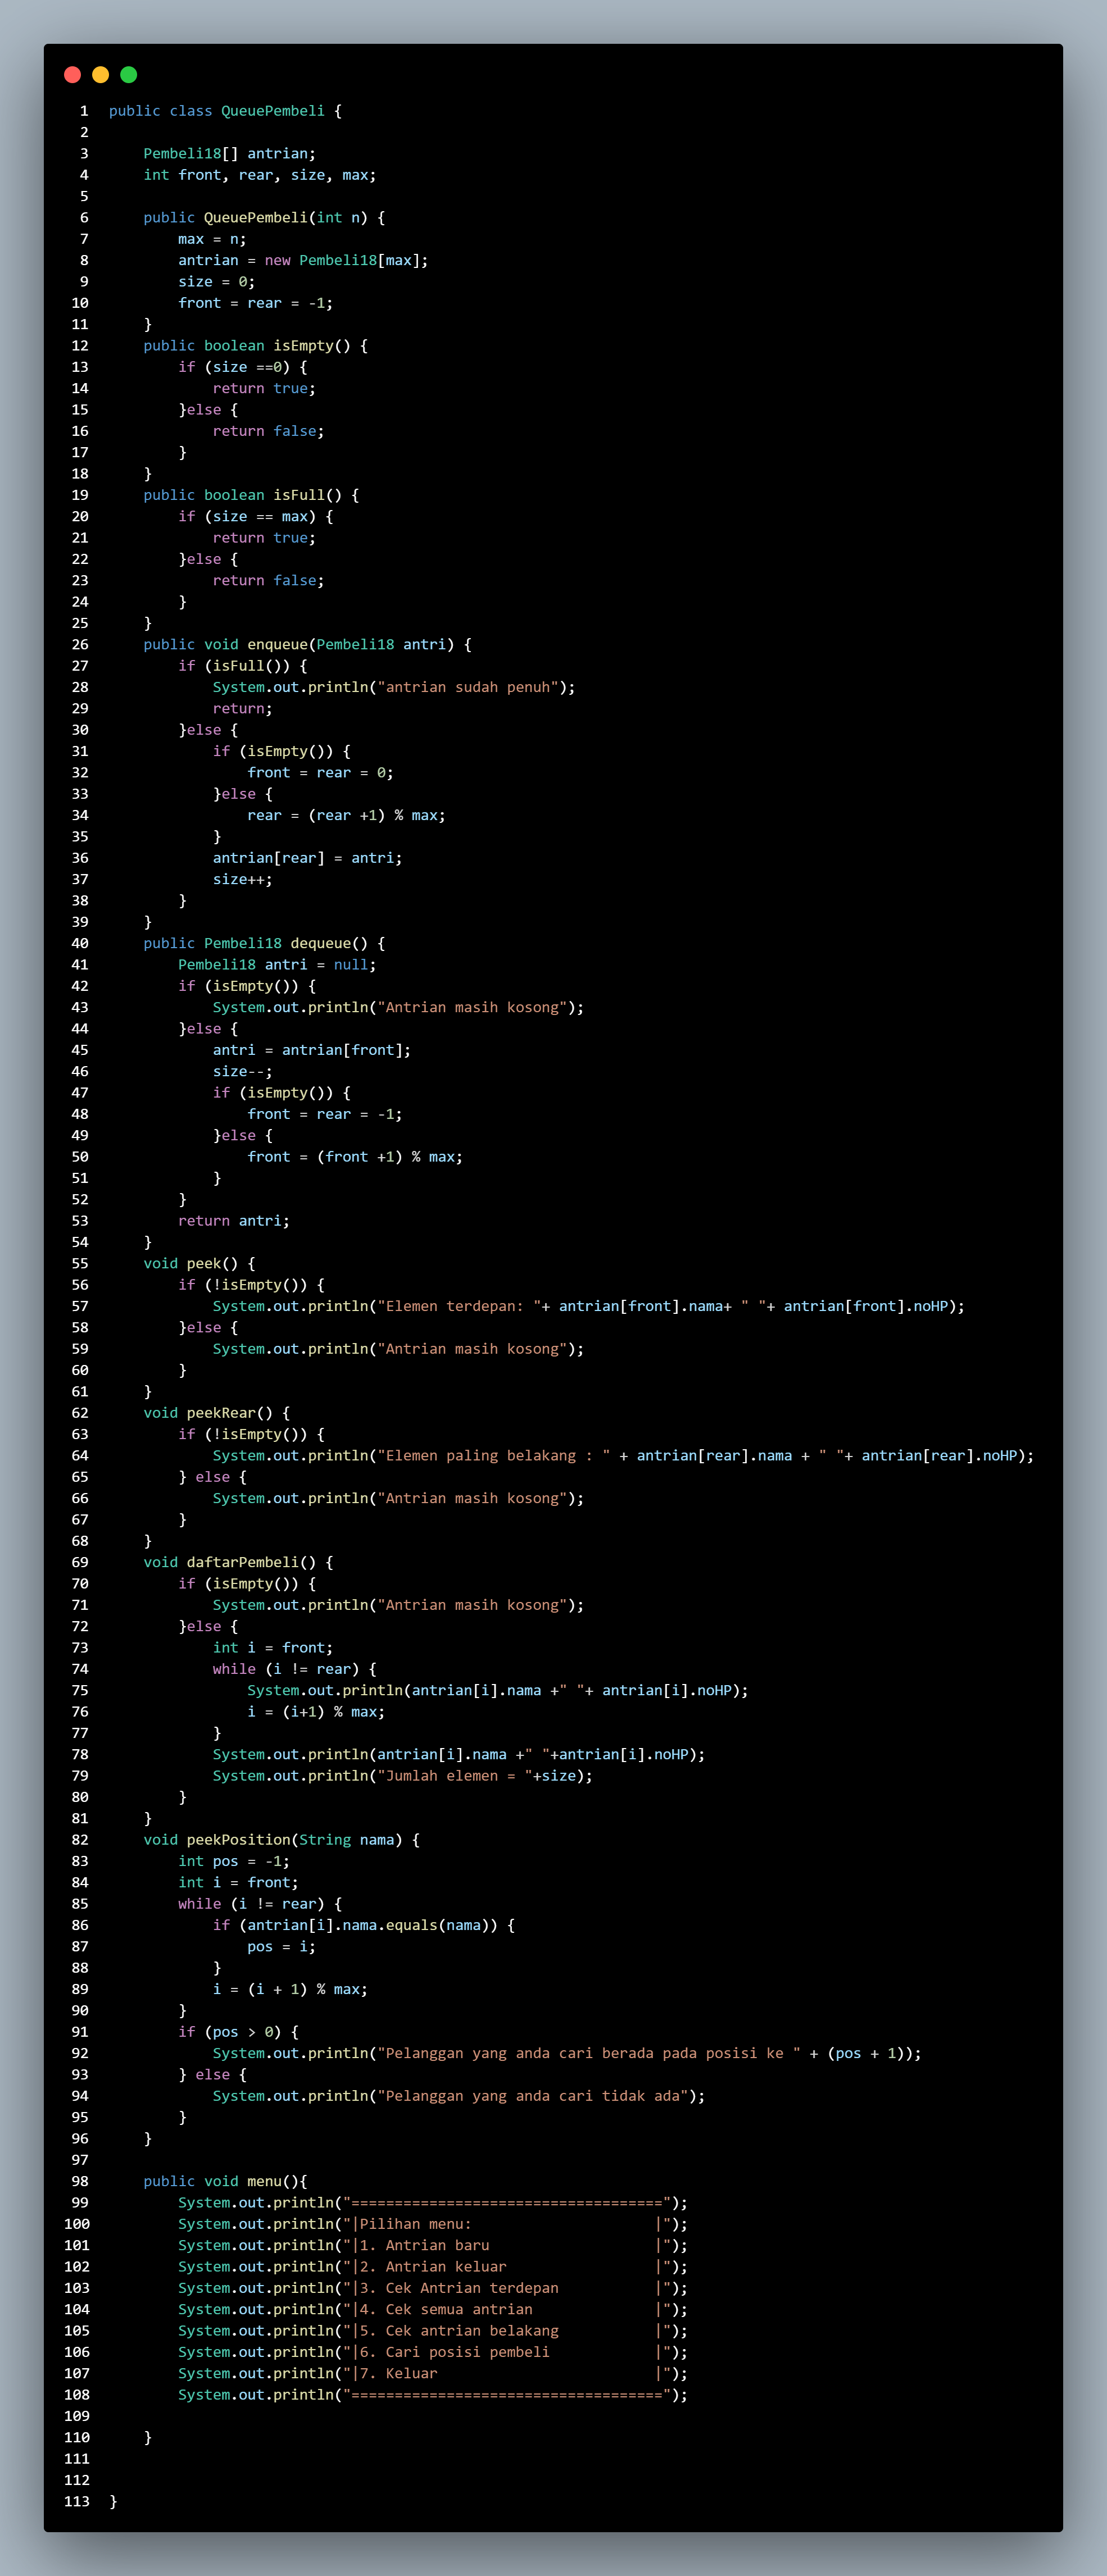 1 public class QueuePembeli {
2
3     Pembeli18[] antrian;
4     int front, rear, size, max;
5
6     public QueuePembeli(int n) {
7         max = n;
8         antrian = new Pembeli18[max];
9         size = 0;
10         front = rear = -1;
11     }
12     public boolean isEmpty() {
13         if (size ==0) {
14             return true;
15         }else {
16             return false;
17         }
18     }
19     public boolean isFull() {
20         if (size == max) {
21             return true;
22         }else {
23             return false;
24         }
25     }
26     public void enqueue(Pembeli18 antri) {
27         if (isFull()) {
28             System.out.println("antrian sudah penuh");
29             return;
30         }else {
31             if (isEmpty()) {
32                 front = rear = 0;
33             }else {
34                 rear = (rear +1) % max;
35             }
36             antrian[rear] = antri;
37             size++;
38         }
39     }
40     public Pembeli18 dequeue() {
41         Pembeli18 antri = null;
42         if (isEmpty()) {
43             System.out.println("Antrian masih kosong");
44         }else {
45             antri = antrian[front];
46             size--;
47             if (isEmpty()) {
48                 front = rear = -1;
49             }else {
50                 front = (front +1) % max;
51             }
52         }
53         return antri;
54     }
55     void peek() {
56         if (!isEmpty()) {
57             System.out.println("Elemen terdepan: "+ antrian[front].nama+ " "+ antrian[front].noHP);
58         }else {
59             System.out.println("Antrian masih kosong");
60         }
61     }
62     void peekRear() {
63         if (!isEmpty()) {
64             System.out.println("Elemen paling belakang : " + antrian[rear].nama + " "+ antrian[rear].noHP);
65         } else {
66             System.out.println("Antrian masih kosong");
67         }
68     }
69     void daftarPembeli() {
70         if (isEmpty()) {
71             System.out.println("Antrian masih kosong");
72         }else {
73             int i = front;
74             while (i != rear) {
75                 System.out.println(antrian[i].nama +" "+ antrian[i].noHP);
76                 i = (i+1) % max;
77             }
78             System.out.println(antrian[i].nama +" "+antrian[i].noHP);
79             System.out.println("Jumlah elemen = "+size);
80         }
81     }
82     void peekPosition(String nama) {
83         int pos = -1;
84         int i = front;
85         while (i != rear) {
86             if (antrian[i].nama.equals(nama)) {
87                 pos = i;
88             }
89             i = (i + 1) % max;
90         }
91         if (pos > 0) {
92             System.out.println("Pelanggan yang anda cari berada pada posisi ke " + (pos + 1));
93         } else {
94             System.out.println("Pelanggan yang anda cari tidak ada");
95         }
96     }
97
98     public void menu(){
99         System.out.println("====================================");
100         System.out.println("|Pilihan menu:                     |");
101         System.out.println("|1. Antrian baru                   |");
102         System.out.println("|2. Antrian keluar                 |");
103         System.out.println("|3. Cek Antrian terdepan           |");
104         System.out.println("|4. Cek semua antrian              |");
105         System.out.println("|5. Cek antrian belakang           |");
106         System.out.println("|6. Cari posisi pembeli            |");
107         System.out.println("|7. Keluar                         |");
108         System.out.println("====================================");
109
110     }
111
112
113 }